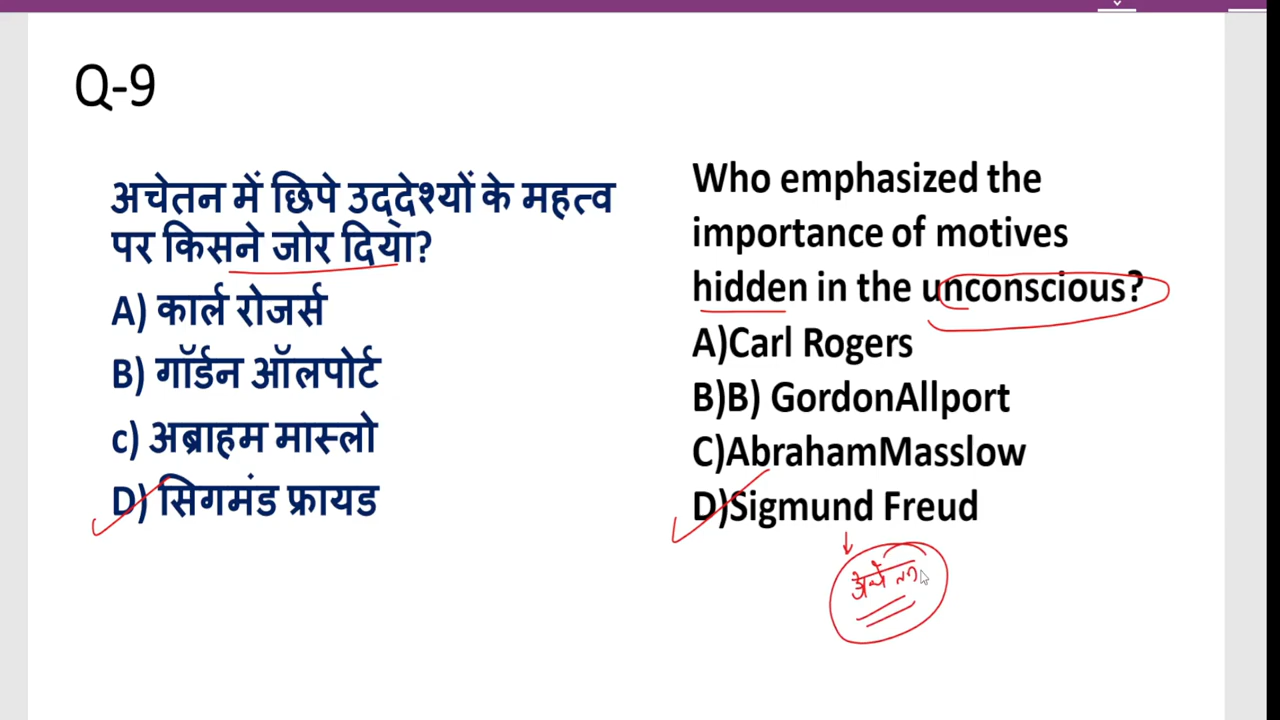 Q-9
अचेतन में छिपे उद्देश्यों के महत्व
पर किसने जोर दिया?
A) कार्ल रोजर्स
B) गॉर्डन ऑलपोर्ट
c) अब्राहम मास्लो
D) सिगमंड फ्रायड
Who emphasized the
importance of motives
hidden in the unconscious?
A)Carl Rogers
B)B) GordonAllport
C)AbrahamMasslow
D)Sigmund Freud